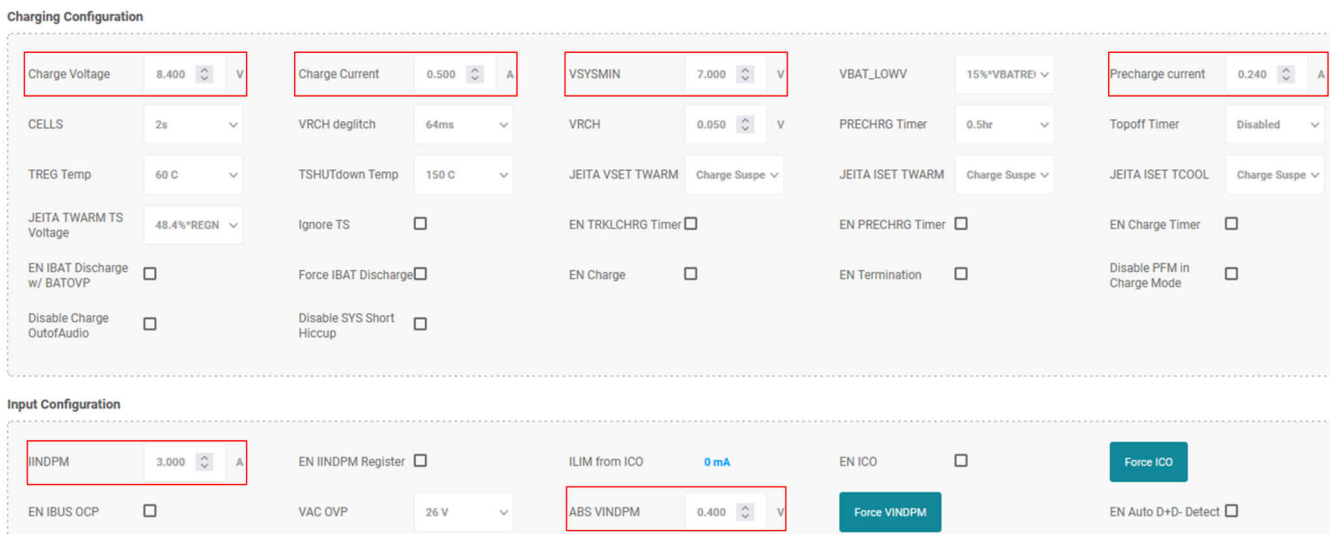 Charging Configuration
Charge Voltage 8.400 V Charge Current 0.500 A VSYSMIN 7.000 V VBAT_LOWV 15%*VBATRE Precharge current 0.240 A
CELLS 2s VRCH deglitch 64ms VRCH 0.050 V PRECHRG Timer 0.5hr Topoff Timer Disabled
TREG Temp 60 C TSHUTdown Temp 150 C JEITA VSET TWARM Charge Suspe JEITA ISET TWARM Charge Suspe JEITA ISET TCOOL Charge Suspe
JEITA TWARM TS
Voltage 48.4%*REGN Ignore TS EN TRKLCHRG Timer EN PRECHRG Timer EN Charge Timer
EN IBAT Discharge
w/ BATOVP Force IBAT Discharge EN Charge EN Termination Disable PFM in
Charge Mode
Disable Charge
OutofAudio Disable SYS Short
Hiccup
Input Configuration
IINDPM 3.000 A EN IINDPM Register ILIM from ICO 0 mA EN ICO Force ICO
EN IBUS OCP VAC OVP 26 V ABS VINDPM 0.400 V Force VINDPM EN Auto D+D- Detect